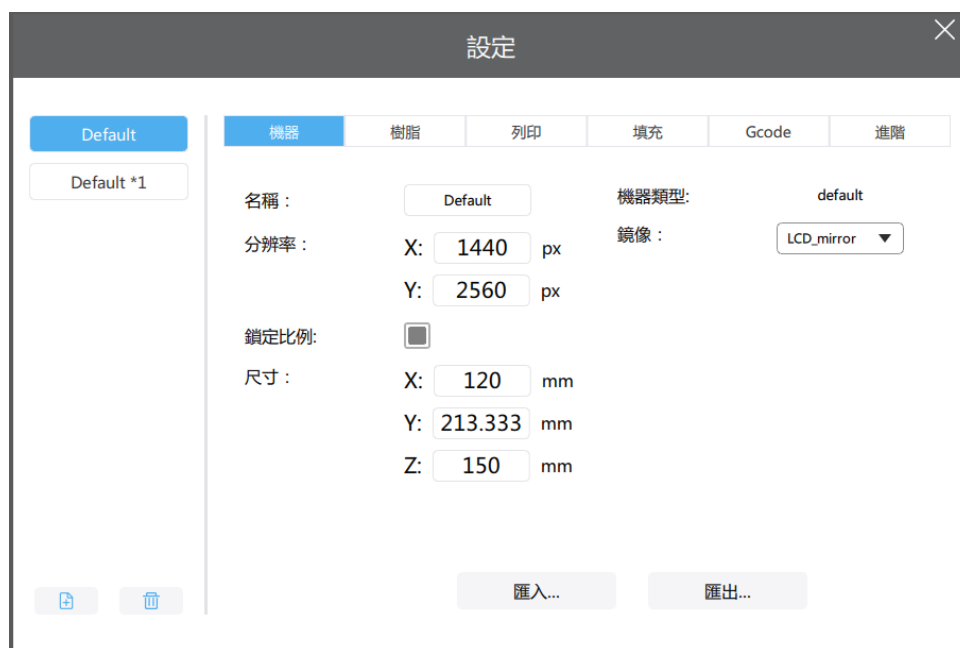 設定
Default
Default *1
機器 樹脂 列印 填充 Gcode 進階
名稱： Default 機器類型: default
分辨率： X: 1440 px 鏡像： LCD_mirror
Y: 2560 px
鎖定比例:
尺寸： X: 120 mm
Y: 213.333 mm
Z: 150 mm
匯入... 匯出...